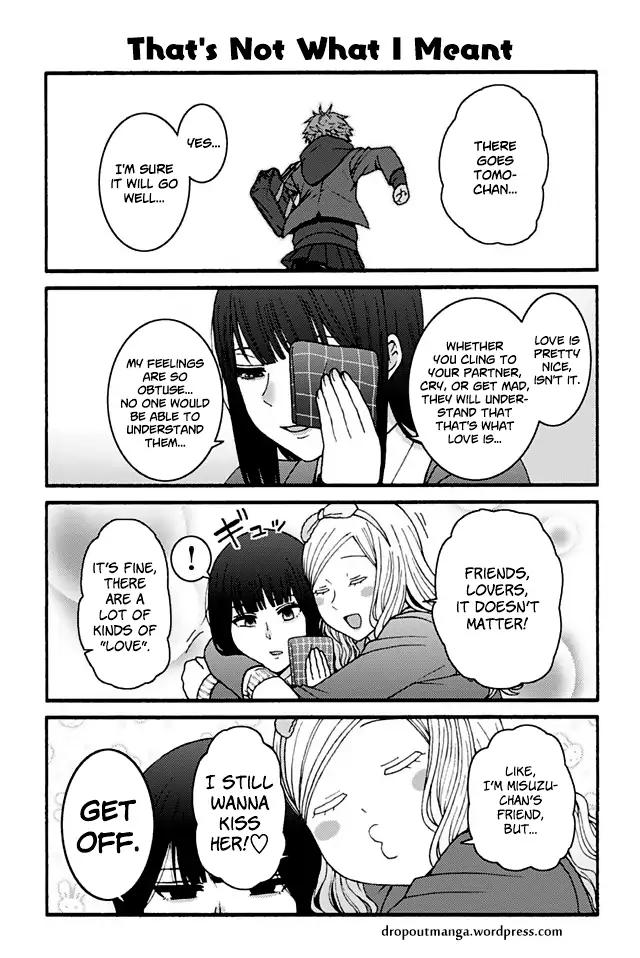 That's Not What I Meant
THERE
GOES
TOMO-
CHAN...
YES...
I'M SURE
IT WILL GO
WELL...
LOVE IS
PRETTY
NICE,
ISN'T IT.
WHETHER
YOU CLING TO
YOUR PARTNER,
CRY, OR GET MAD,
THEY WILL UNDER-
STAND THAT
THAT'S WHAT
LOVE IS...
MY FEELINGS
ARE SO
OBTUSE...
NO ONE WOULD
BE ABLE TO
UNDERSTAND
THEM...
FRIENDS,
LOVERS,
IT DOESN'T
MATTER!
ギュッ
!
IT'S FINE,
THERE
ARE A
LOT OF
KINDS OF
"LOVE".
LIKE,
I'M MISUZU-
CHAN'S
FRIEND,
BUT...
I STILL
WANNA
KISS
HER!♡
GET
OFF.
dropoutmanga.wordpress.com